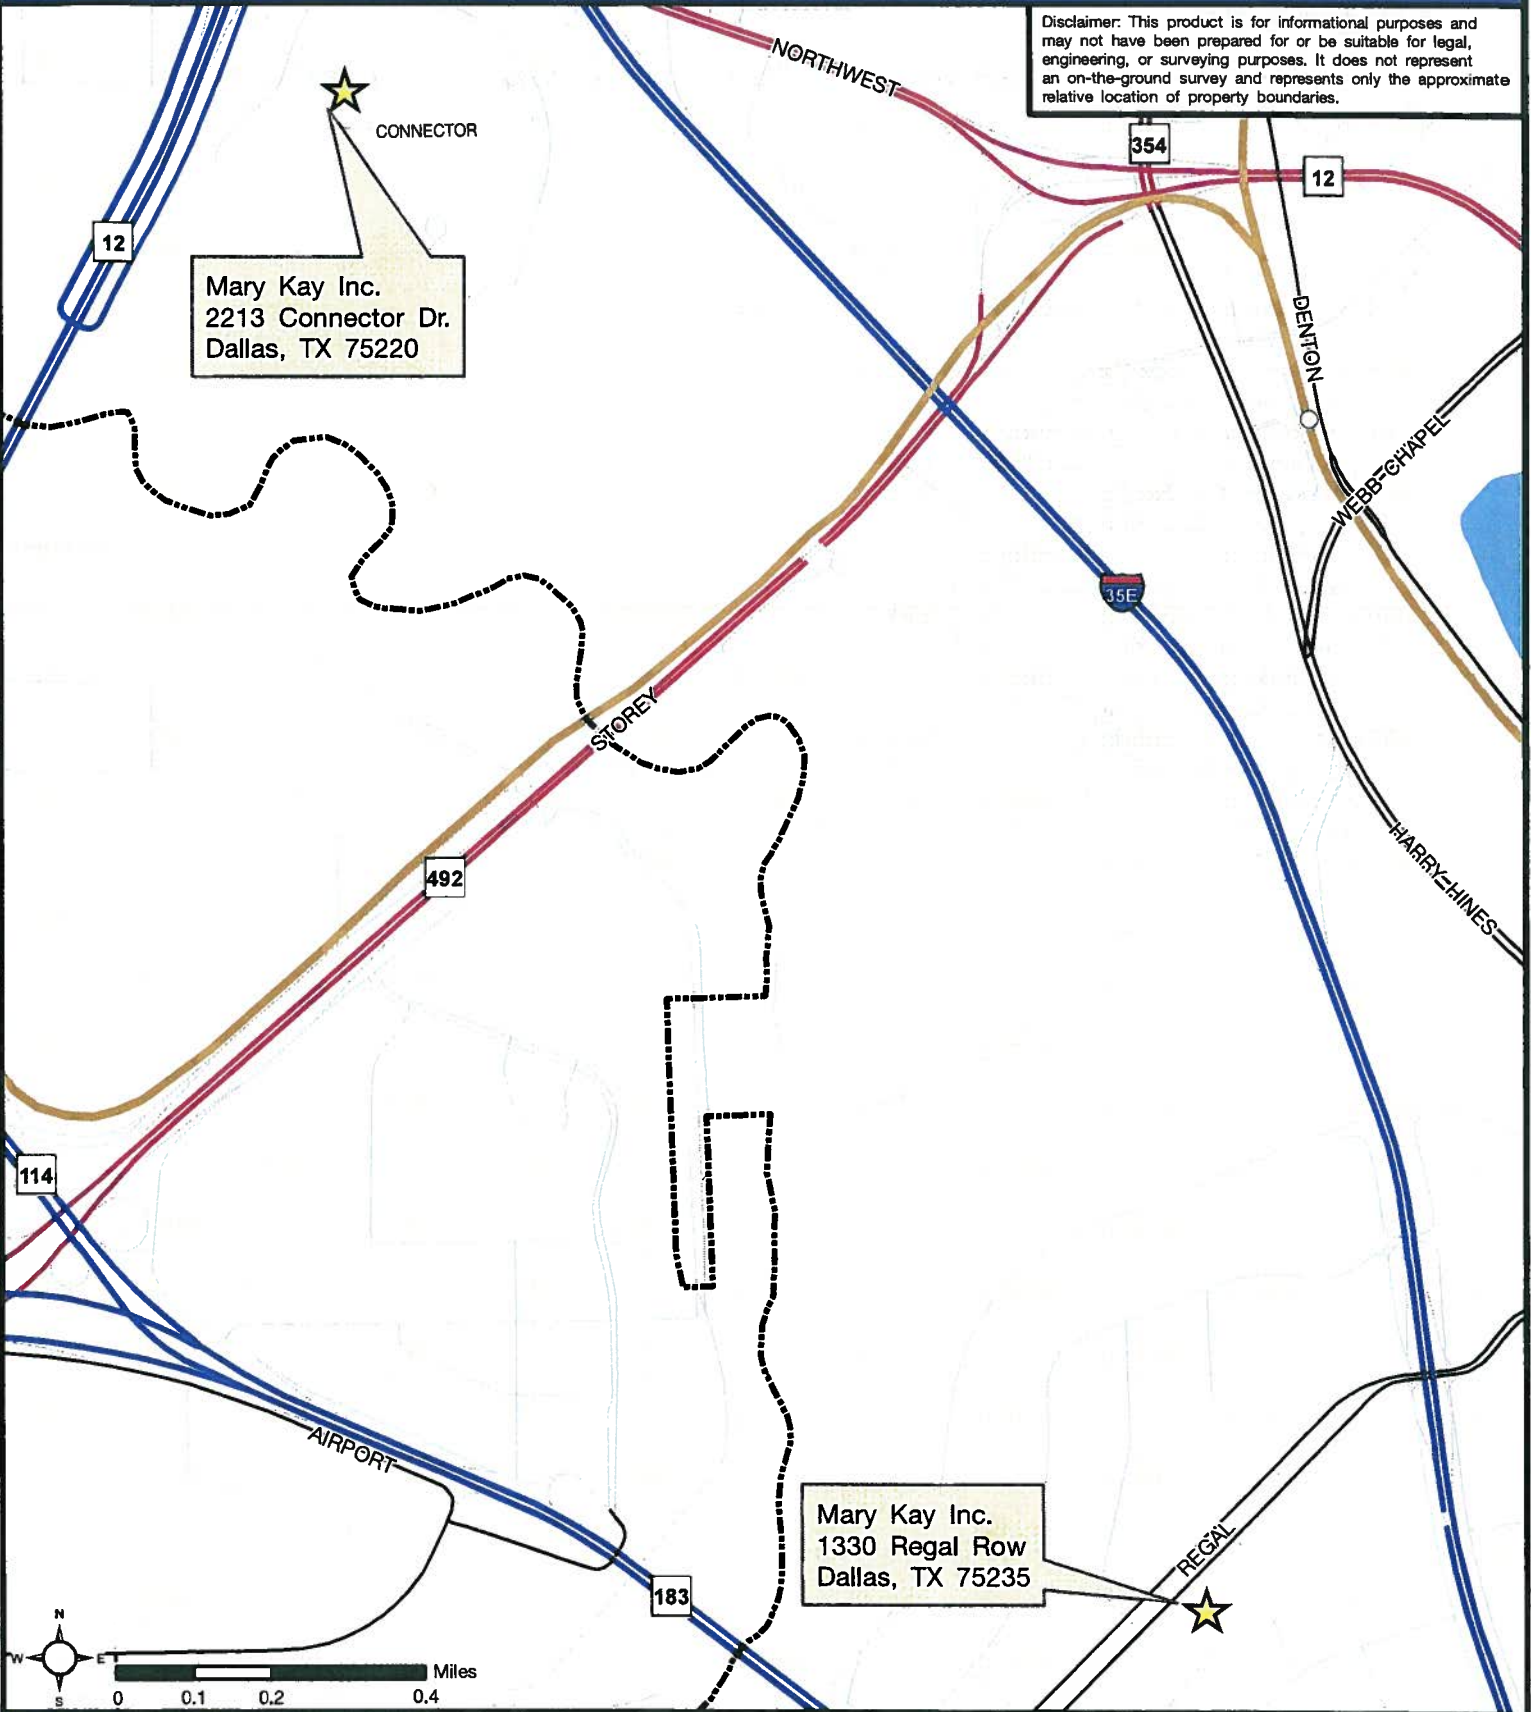 Disclaimer: This product is for informational purposes and
may not have been prepared for or be suitable for legal,
engineering, or surveying purposes. It does not represent
an on-the-ground survey and represents only the approximate
relative location of property boundaries.
NORTHWEST
CONNECTOR
354
12
12
Mary Kay Inc.
2213 Connector Dr.
Dallas, TX 75220
DENTON
WEBB-CHAPEL
35E
STOREY
492
HARRY-HINES
114
AIRPORT
Mary Kay Inc.
1330 Regal Row
Dallas, TX 75235
REGAL
183
N
W E
S
Miles
0 0.1 0.2 0.4